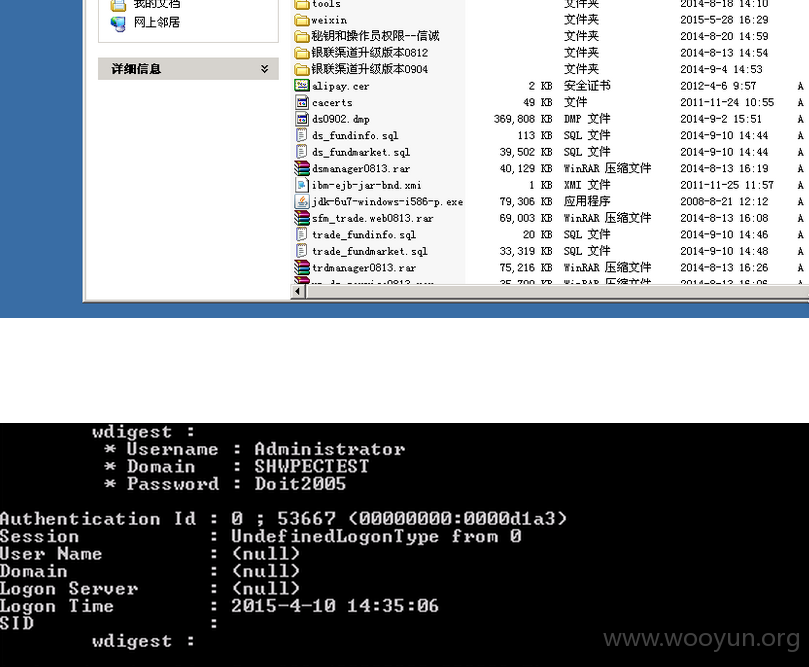 我的文档
网上邻居
详细信息
tools 文件夹 2014-8-18 14:10
weixin 文件夹 2015-5-28 16:29
秘钥和操作员权限--信诚 文件夹 2014-8-20 14:59
银联渠道升级版本0812 文件夹 2014-8-13 14:54
银联渠道升级版本0904 文件夹 2014-9-4 14:53
alipay.cer 2 KB 安全证书 2012-4-6 9:57 A
cacerts 49 KB 文件 2011-11-24 10:55 A
ds0902.dmp 369,808 KB DMP 文件 2014-9-2 15:51 A
ds_fundinfo.sql 113 KB SQL 文件 2014-9-10 14:44 A
ds_fundmarket.sql 39,502 KB SQL 文件 2014-9-10 14:44 A
dsmanager0813.rar 40,129 KB WinRAR 压缩文件 2014-8-13 16:19 A
ibm-ejb-jar-bnd.xmi 1 KB XMI 文件 2011-11-25 11:57 A
jdk-6u7-windows-i586-p.exe 79,306 KB 应用程序 2008-8-21 12:12 A
sfm_trade.web0813.rar 69,003 KB WinRAR 压缩文件 2014-8-13 16:08 A
trade_fundinfo.sql 20 KB SQL 文件 2014-9-10 14:46 A
trade_fundmarket.sql 33,319 KB SQL 文件 2014-9-10 14:48 A
trdmanager0813.rar 75,216 KB WinRAR 压缩文件 2014-8-13 16:26 A
wdigest :
* Username : Administrator
* Domain : SHWPECTEST
* Password : Doit2005
Authentication Id : 0 ; 53667 (00000000:0000d1a3)
Session : UndefinedLogonType from 0
User Name : (null)
Domain : (null)
Logon Server : (null)
Logon Time : 2015-4-10 14:35:06
SID :
wdigest :
www.wooyun.org